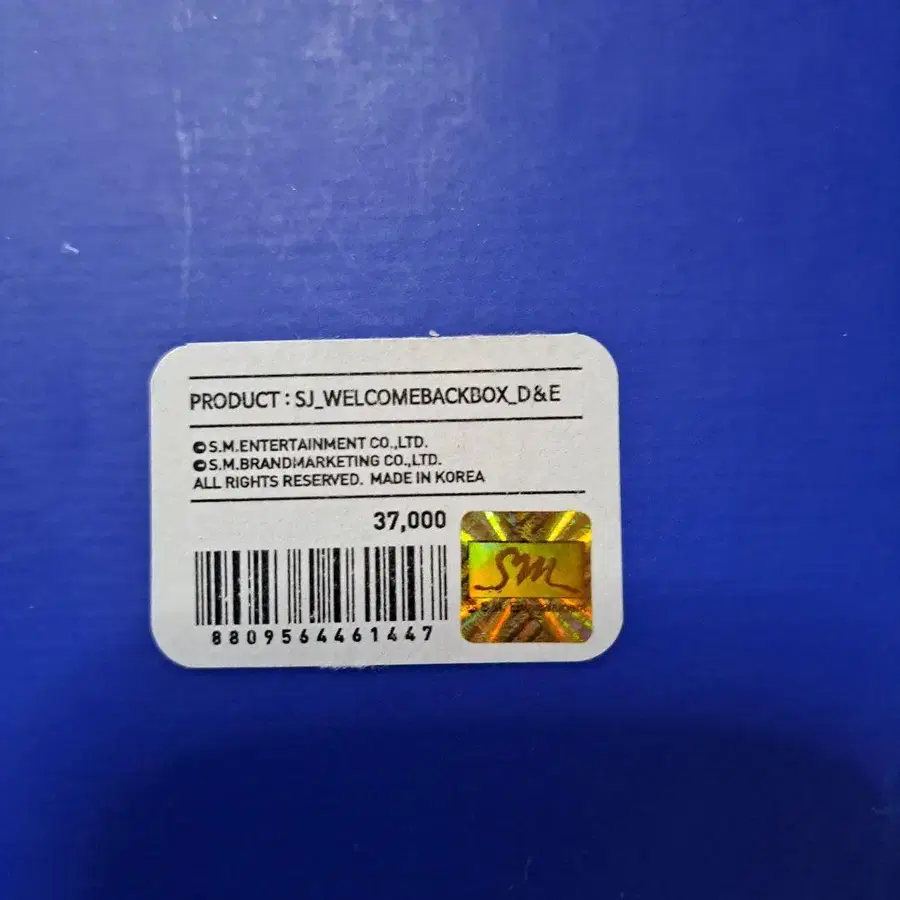 PRODUCT : SJ_WELCOMEBACKBOX_D&E
©S.M.ENTERTAINMENT CO.,LTD.
©S.M.BRANDMARKETING CO.,LTD.
ALL RIGHTS RESERVED. MADE IN KOREA
37,000
SM
8809564461447